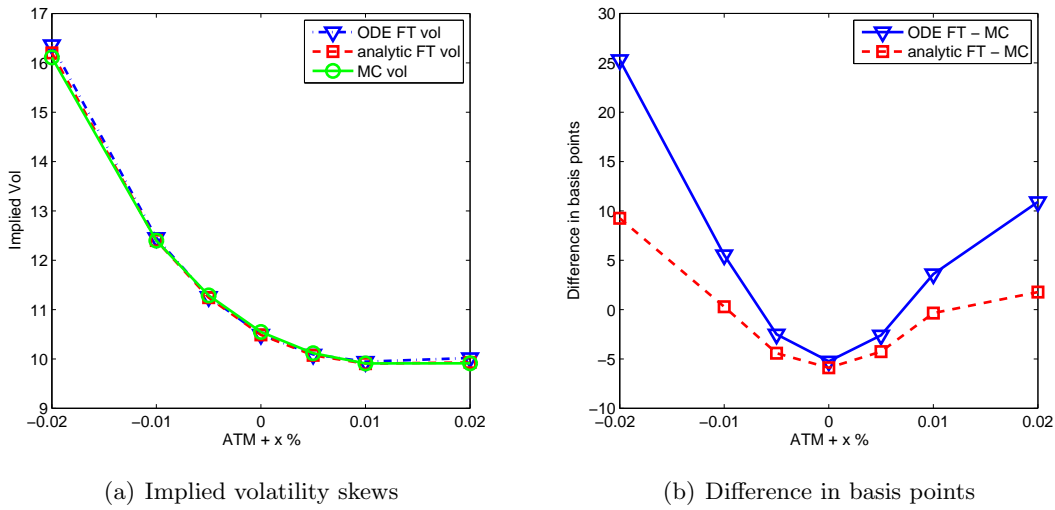 17
16
15
14
13
12
11
10
9
−0.02
−0.01
0
0.01
0.02
ATM + x %
Implied Vol
ODE FT vol
analytic FT vol
MC vol
(a) Implied volatility skews
30
25
20
15
10
5
0
−5
−10
−0.02
−0.01
0
0.01
0.02
ATM + x %
Difference in basis points
ODE FT − MC
analytic FT − MC
(b) Difference in basis points